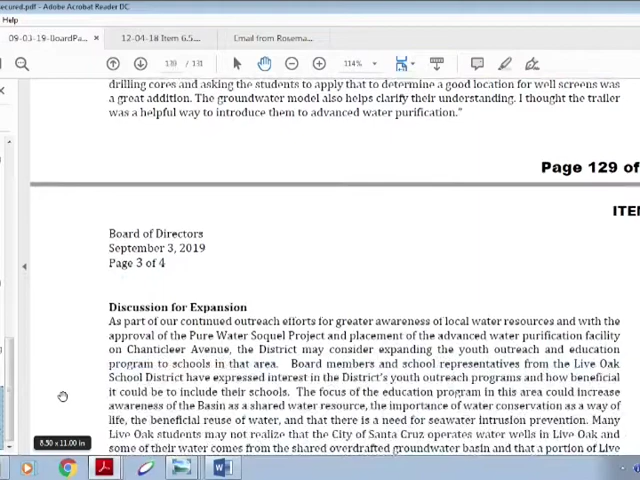 secured.pdf - Adobe Acrobat Reader DC
Help
09-03-19-BoardPa...
12-04-18 Item 6.5...
Email from Rosema...
/ 131
114%
drilling cores and asking the students to apply that to determine a good location for well screens was
a great addition. The groundwater model also helps clarify their understanding. I thought the trailer
was a helpful way to introduce them to advanced water purification."
Page 129 of
ITE
Board of Directors
September 3, 2019
Page 3 of 4
Discussion for Expansion
As part of our continued outreach efforts for greater awareness of local water resources and with the
approval of the Pure Water Soquel Project and placement of the advanced water purification facility
on Chanticleer Avenue, the District may consider expanding the youth outreach and education
program to schools in that area. Board members and school representatives from the Live Oak
School District have expressed interest in the District's youth outreach programs and how beneficial
it could be to include their schools. The focus of the education program in this area could increase
awareness of the Basin as a shared water resource, the importance of water conservation as a way of
life, the beneficial reuse of water, and that there is a need for seawater intrusion prevention. Many
Live Oak students may not realize that the City of Santa Cruz operates water wells in Live Oak and
some of their water comes from the shared overdrafted groundwater basin and that a portion of Live
8.50 x 11.00 in